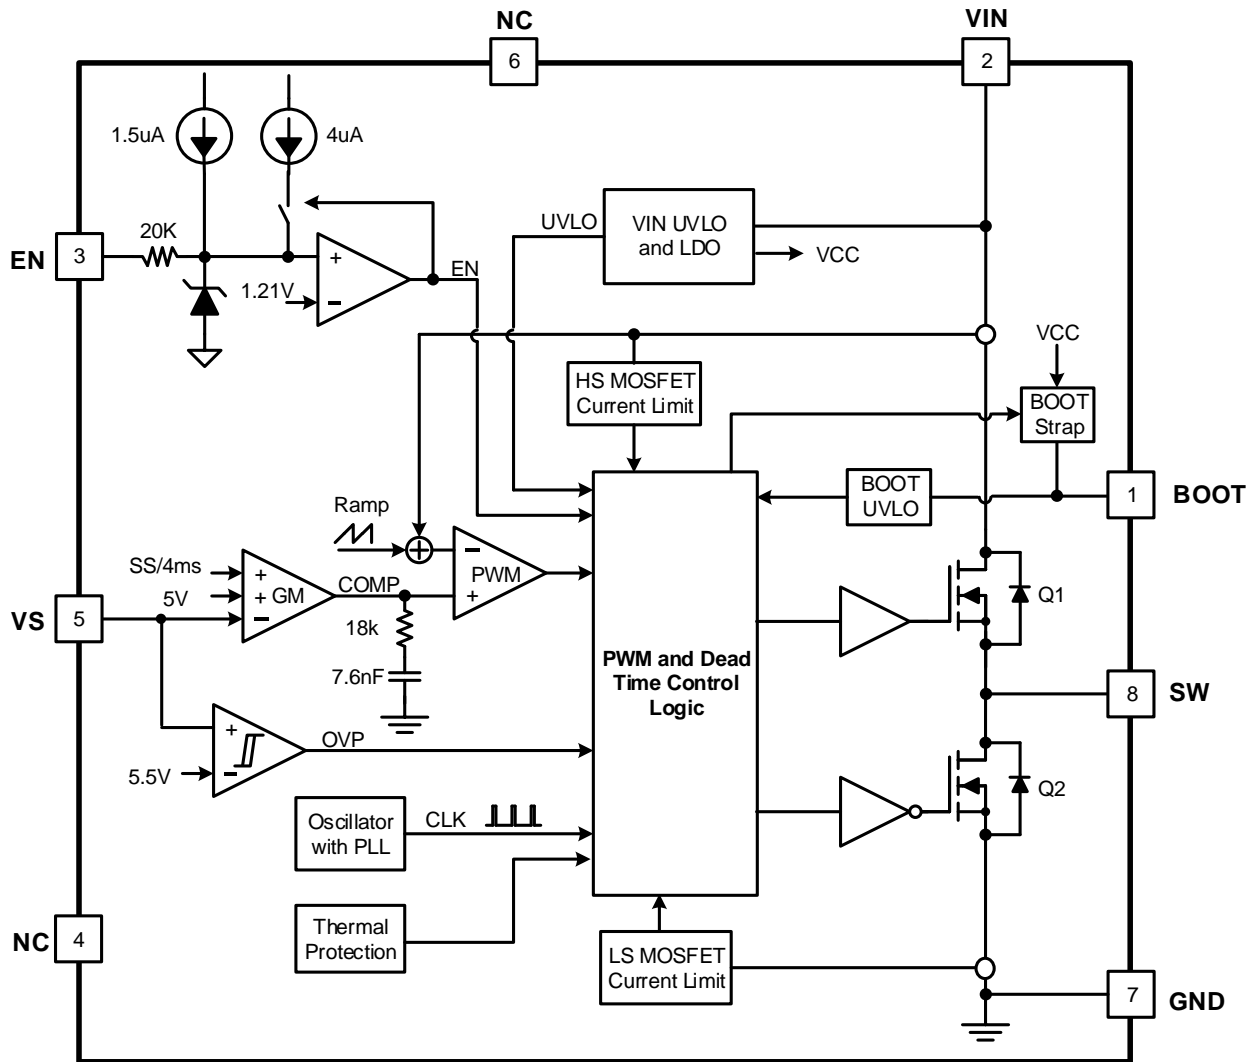 NC
VIN
6
2
1.5uA
4uA
20K
EN
3
+
−
1.21V
EN
UVLO
VIN UVLO
and LDO
VCC
VCC
HS MOSFET
Current Limit
BOOT
Strap
BOOT
UVLO
1
BOOT
Ramp
+
SS/4ms
5V
VS
5
+
+
−
GM
COMP
−
PWM
+
18k
7.6nF
PWM and Dead
Time Control
Logic
Q1
8
SW
+
−
5.5V
OVP
Q2
Oscillator
with PLL
CLK
Thermal
Protection
NC
4
LS MOSFET
Current Limit
7
GND